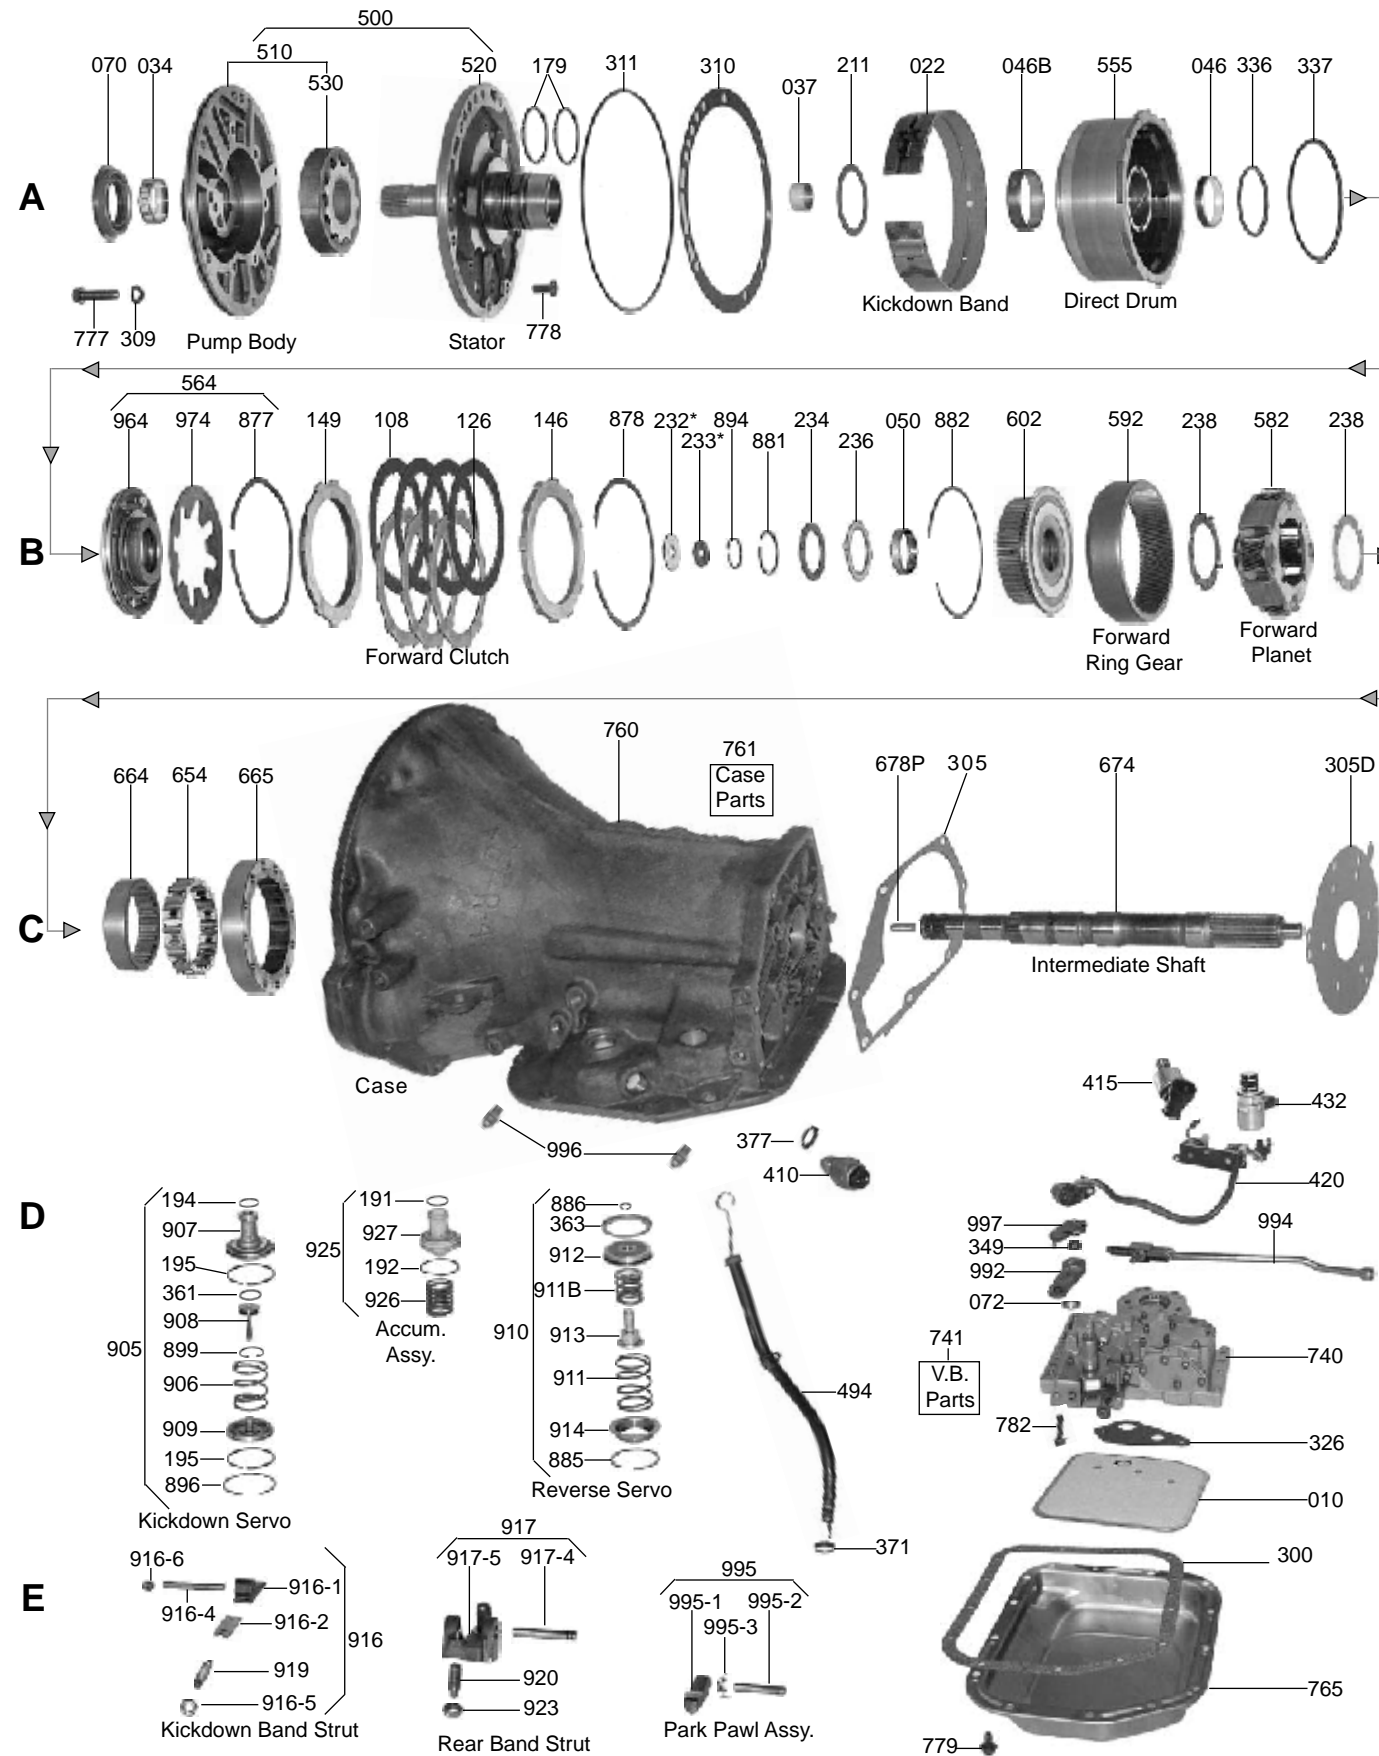 500
510
070 034
530
520 179 311 310 037 211 022 046B 555 046 336 337
A
777 309
Pump Body
Stator
778
Kickdown Band
Direct Drum
564
964 974 877 149 108 126 146 878 232* 894 234 050 882 602 592 238 582 238
233* 881 236
B
Forward Clutch
Forward
Ring Gear
Forward
Planet
760
761
Case
Parts
664 654 665
678P 305 674 305D
C
Intermediate Shaft
Case
415
432
996
377
410
420
D
194
907
195
361
908
905
899
906
909
195
896
Kickdown Servo
191
927
925
192
926
Accum.
Assy.
886
363
912
911B
910
913
911
914
885
Reverse Servo
494
371
997
349
992
072
994
741
V.B.
Parts
740
782
326
010
300
E
916-6
916-1
916-4
916-2
916
919
916-5
Kickdown Band Strut
917
917-5 917-4
920
923
Rear Band Strut
995
995-1 995-2
995-3
Park Pawl Assy.
765
779